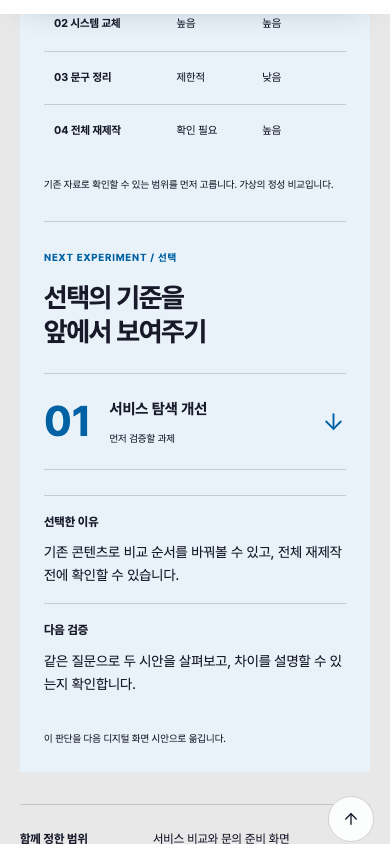 02 시스템 교체 높음 높음
03 문구 정리 제한적 낮음
04 전체 재제작 확인 필요 높음
기존 자료로 확인할 수 있는 범위를 먼저 고릅니다. 가상의 정성 비교입니다.
NEXT EXPERIMENT / 선택
선택의 기준을
앞에서 보여주기
01 서비스 탐색 개선
먼저 검증할 과제
선택한 이유
기존 콘텐츠로 비교 순서를 바꿔볼 수 있고, 전체 재제작
전에 확인할 수 있습니다.
다음 검증
같은 질문으로 두 시안을 살펴보고, 차이를 설명할 수 있
는지 확인합니다.
이 판단을 다음 디지털 화면 시안으로 옮깁니다.
함께 정한 범위 서비스 비교와 문의 준비 화면